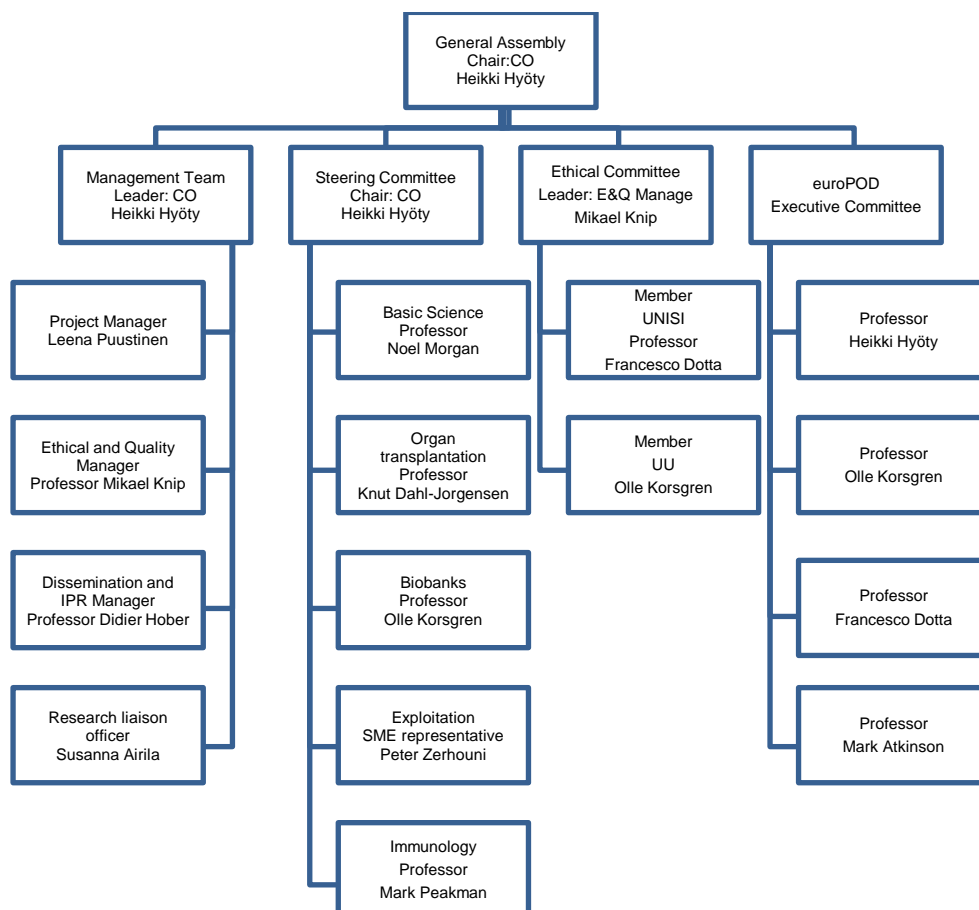 General Assembly
Chair:CO
Heikki Hyöty
Management Team
Leader: CO
Heikki Hyöty
Steering Committee
Chair: CO
Heikki Hyöty
Ethical Committee
Leader: E&Q Manage
Mikael Knip
euroPOD
Executive Committee
Project Manager
Leena Puustinen
Ethical and Quality
Manager
Professor Mikael Knip
Dissemination and
IPR Manager
Professor Didier Hober
Research liaison
officer
Susanna Airila
Basic Science
Professor
Noel Morgan
Organ
transplantation
Professor
Knut Dahl-Jorgensen
Biobanks
Professor
Olle Korsgren
Exploitation
SME representative
Peter Zerhouni
Immunology
Professor
Mark Peakman
Member
UNISI
Professor
Francesco Dotta
Member
UU
Olle Korsgren
Professor
Heikki Hyöty
Professor
Olle Korsgren
Professor
Francesco Dotta
Professor
Mark Atkinson